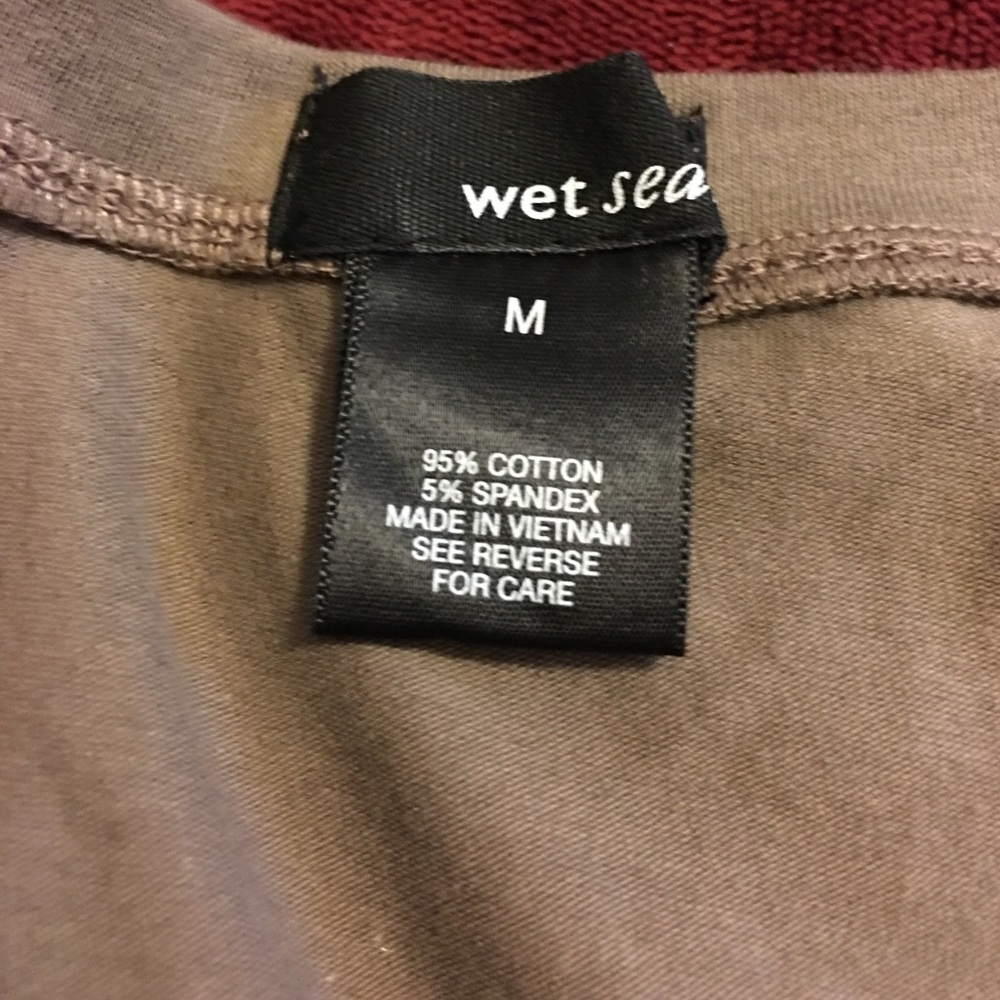 wet sea
M
95% COTTON
5% SPANDEX
MADE IN VIETNAM
SEE REVERSE
FOR CARE